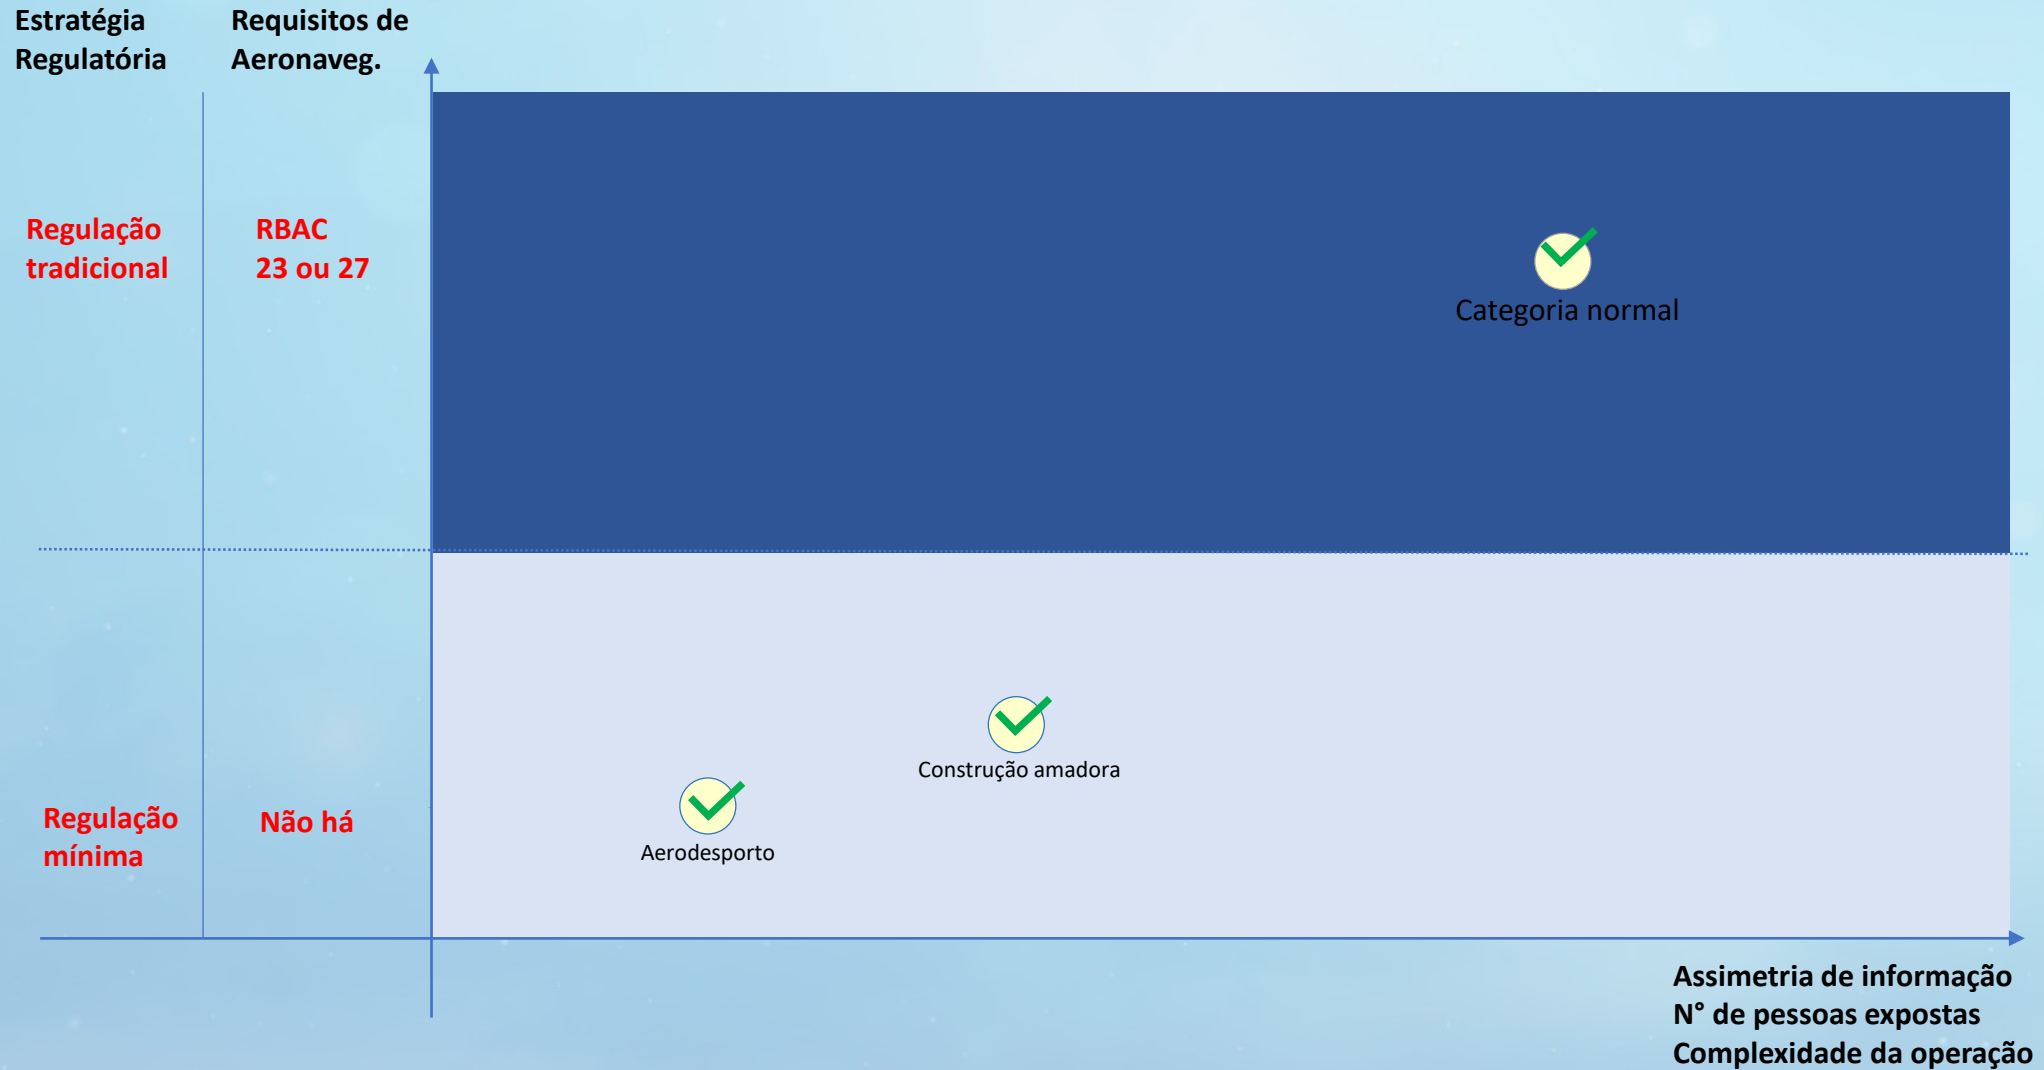 Estratégia
Regulatória
Requisitos de
Aeronaveg.
Regulação
tradicional
RBAC
23 ou 27
Categoria normal
Construção amadora
Aerodesporto
Regulação
mínima
Não há
Assimetria de informação
N° de pessoas expostas
Complexidade da operação